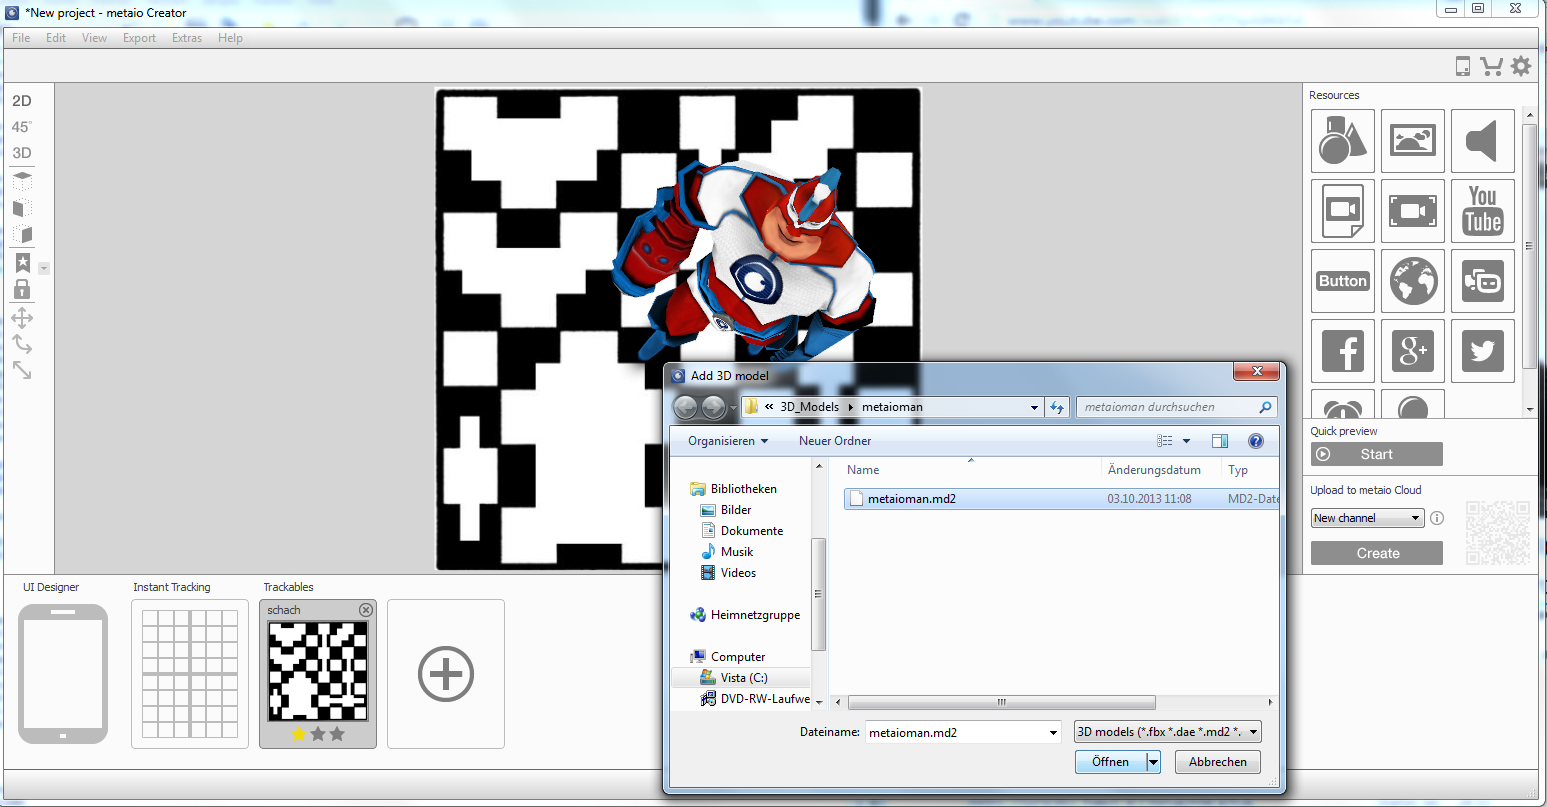 *New project - metaio Creator
www.youtube.com
File Edit View Export Extras Help
2D
45°
3D
Resources
You
Tube
Button
f
g+
Quick preview
Start
Upload to metaio Cloud
New channel
Create
UI Designer
Instant Tracking
Trackables
schach
Add 3D model
« 3D_Models metaioman
metaioman durchsuchen
Organisieren Neuer Ordner
Name Änderungsdatum Typ
metaioman.md2 03.10.2013 11:08 MD2-Date
Bibliotheken
Bilder
Dokumente
Musik
Videos
Heimnetzgruppe
Computer
Vista (C:)
DVD-RW-Laufwe
Dateiname: metaioman.md2 3D models (*.fbx *.dae *.md2 *.
Öffnen Abbrechen